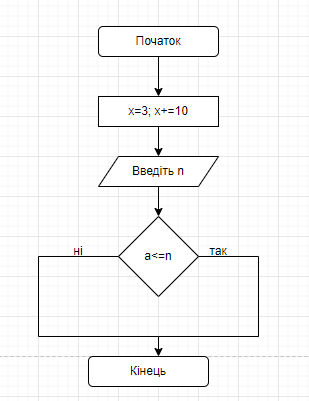 Початок
x=3; x+=10
Введіть n
ні
a<=n
так
Кінець